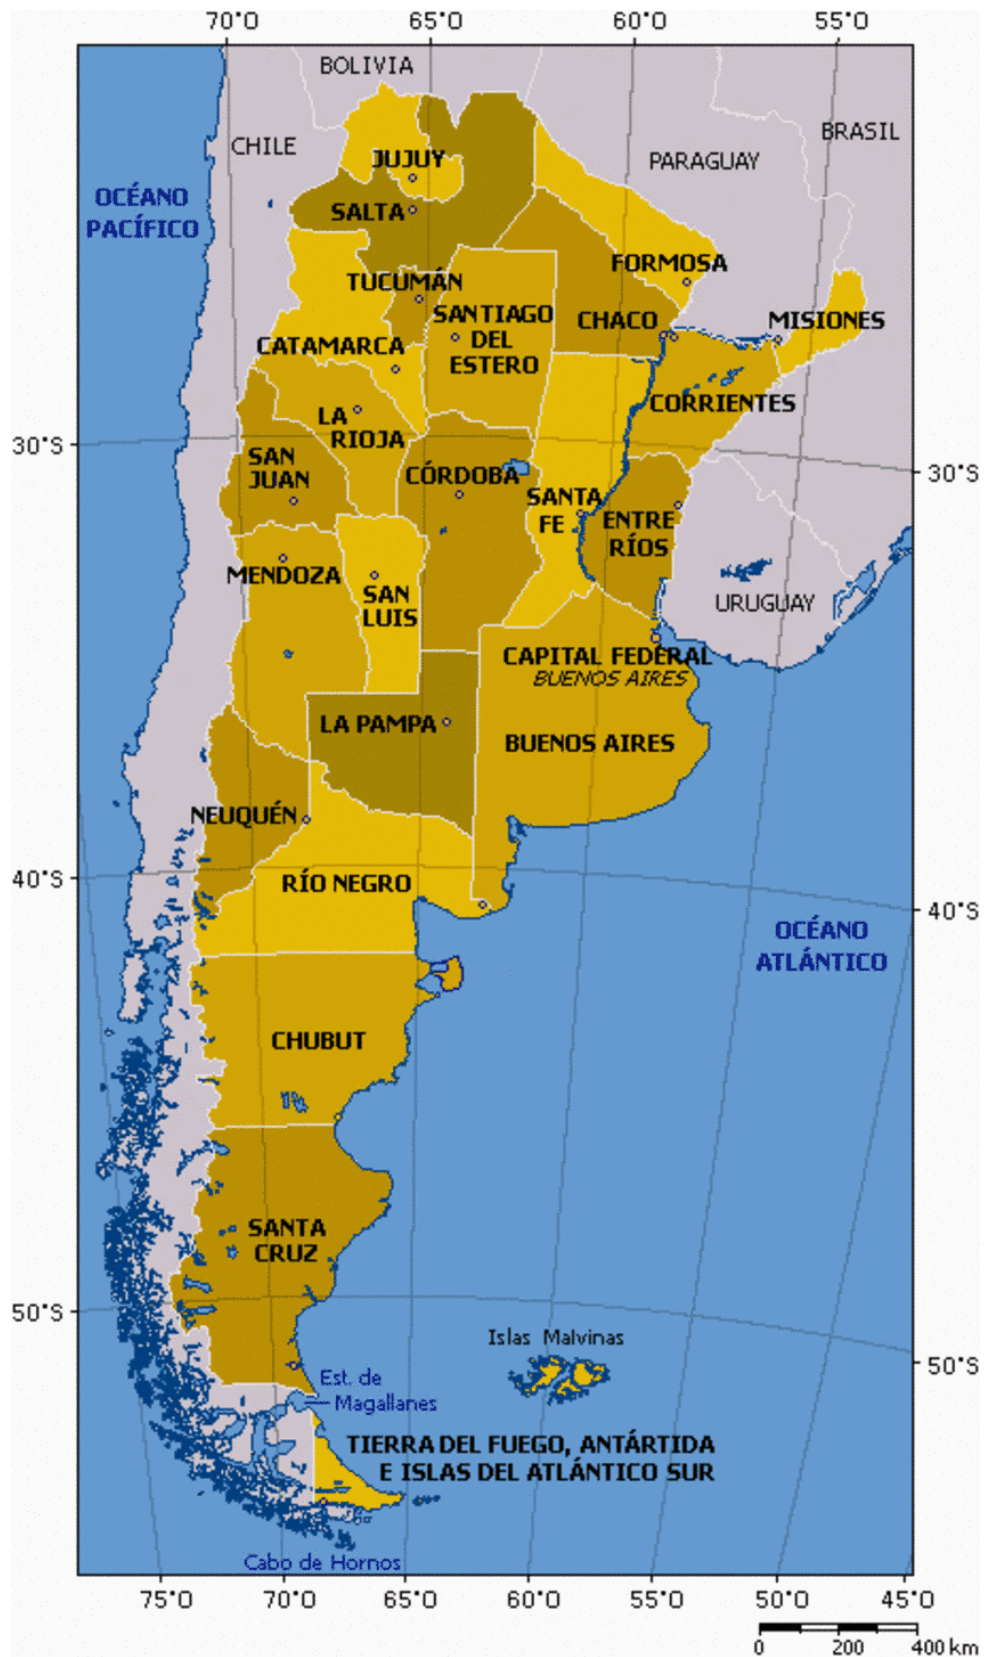 70°O 65°O 60°O 55°O
BOLIVIA
BRASIL
CHILE
PARAGUAY
JUJUY
OCÉANO
PACÍFICO
SALTA
FORMOSA
TUCUMÁN
SANTIAGO
DEL
ESTERO
CHACO
MISIONES
CATAMARCA
CORRIENTES
LA
RIOJA
30°S
30°S
SAN
JUAN
CÓRDOBA
SANTA
FE
ENTRE
RÍOS
MENDOZA
SAN
LUIS
URUGUAY
CAPITAL FEDERAL
BUENOS AIRES
LA PAMPA
BUENOS AIRES
NEUQUÉN
40°S
RÍO NEGRO
40°S
OCÉANO
ATLÁNTICO
CHUBUT
SANTA
CRUZ
50°S
Islas Malvinas
50°S
Est. de
Magallanes
TIERRA DEL FUEGO, ANTÁRTIDA
E ISLAS DEL ATLÁNTICO SUR
Cabo de Hornos
75°O 70°O 65°O 60°O 55°O 50°O 45°O
0 200 400 km